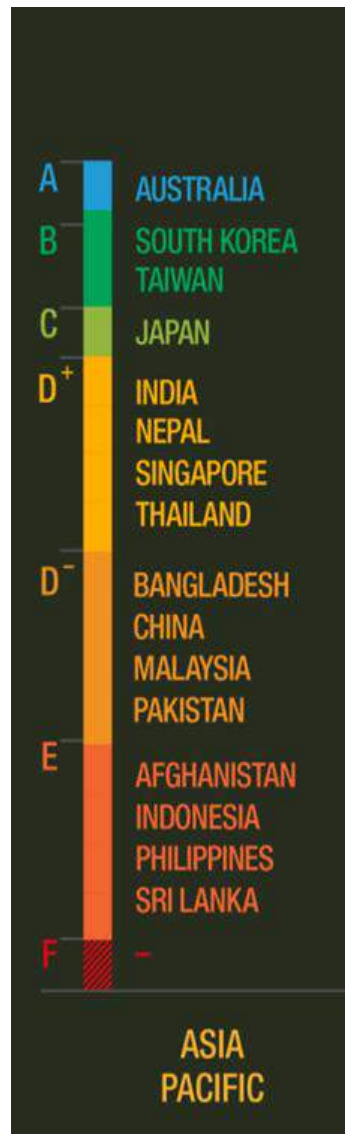 A
AUSTRALIA
B
SOUTH KOREA
TAIWAN
C
JAPAN
D+
INDIA
NEPAL
SINGAPORE
THAILAND
D-
BANGLADESH
CHINA
MALAYSIA
PAKISTAN
E
AFGHANISTAN
INDONESIA
PHILIPPINES
SRI LANKA
F
–
ASIA
PACIFIC